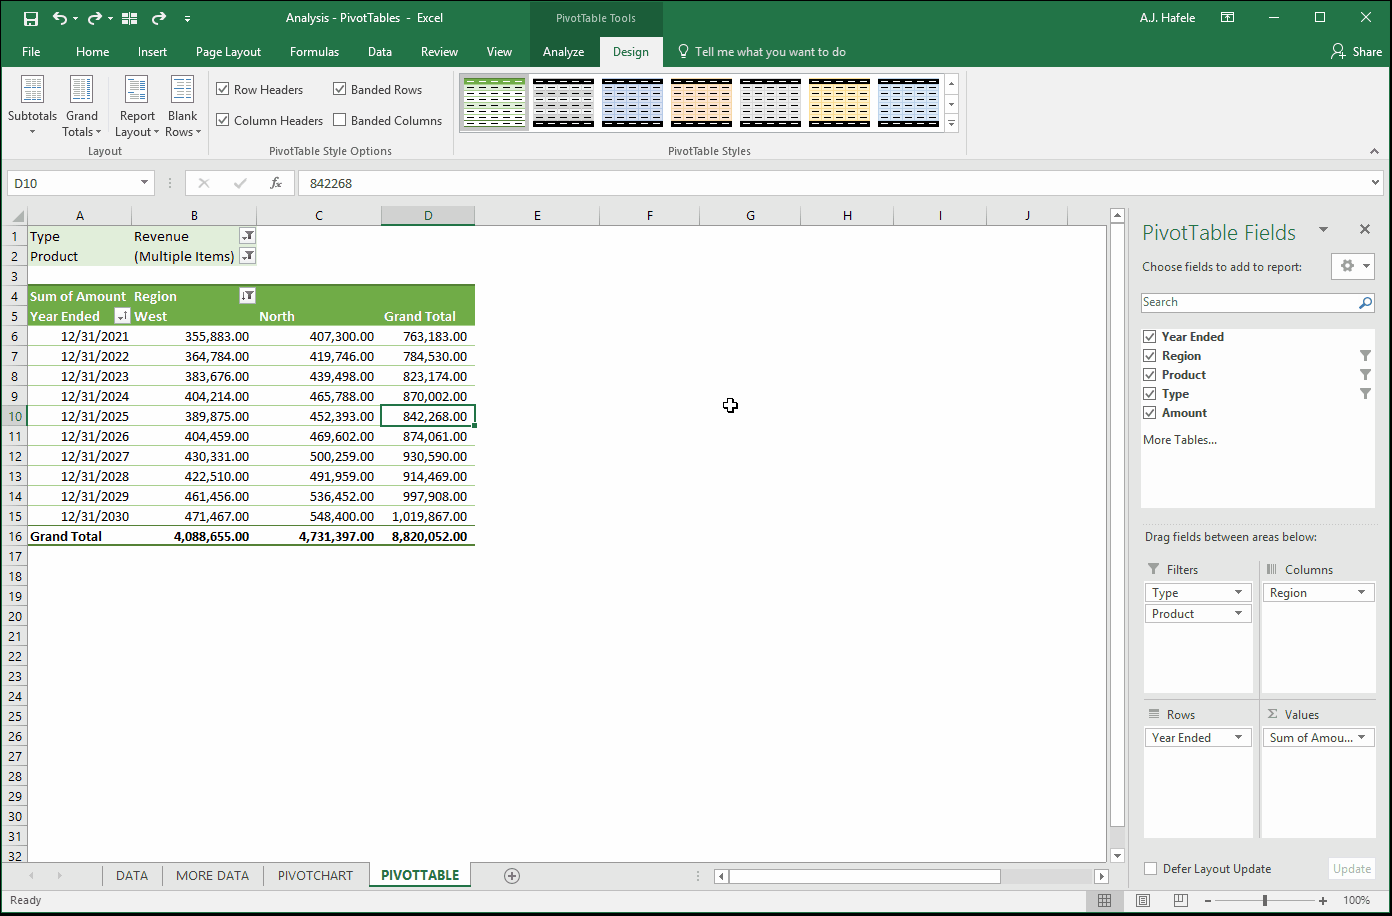 Analysis - PivotTables - Excel
PivotTable Tools
A.J. Hafele
File Home Insert Page Layout Formulas Data Review View Analyze Design Tell me what you want to do Share
Subtotals Grand Totals Report Layout Blank Rows
Layout
Row Headers Banded Rows
Column Headers Banded Columns
PivotTable Style Options
PivotTable Styles
D10 fx 842268
A B C D E F G H I J
1 Type Revenue
2 Product (Multiple Items)
3
4 Sum of Amount Region
5 Year Ended West North Grand Total
6 12/31/2021 355,883.00 407,300.00 763,183.00
7 12/31/2022 364,784.00 419,746.00 784,530.00
8 12/31/2023 383,676.00 439,498.00 823,174.00
9 12/31/2024 404,214.00 465,788.00 870,002.00
10 12/31/2025 389,875.00 452,393.00 842,268.00
11 12/31/2026 404,459.00 469,602.00 874,061.00
12 12/31/2027 430,331.00 500,259.00 930,590.00
13 12/31/2028 422,510.00 491,959.00 914,469.00
14 12/31/2029 461,456.00 536,452.00 997,908.00
15 12/31/2030 471,467.00 548,400.00 1,019,867.00
16 Grand Total 4,088,655.00 4,731,397.00 8,820,052.00
17
18
19
20
21
22
23
24
25
26
27
28
29
30
31
32
PivotTable Fields
Choose fields to add to report:
Search
Year Ended
Region
Product
Type
Amount
More Tables...
Drag fields between areas below:
Filters Columns
Type Region
Product
Rows Σ Values
Year Ended Sum of Amou...
Defer Layout Update Update
DATA MORE DATA PIVOTCHART PIVOTTABLE
Ready 100%